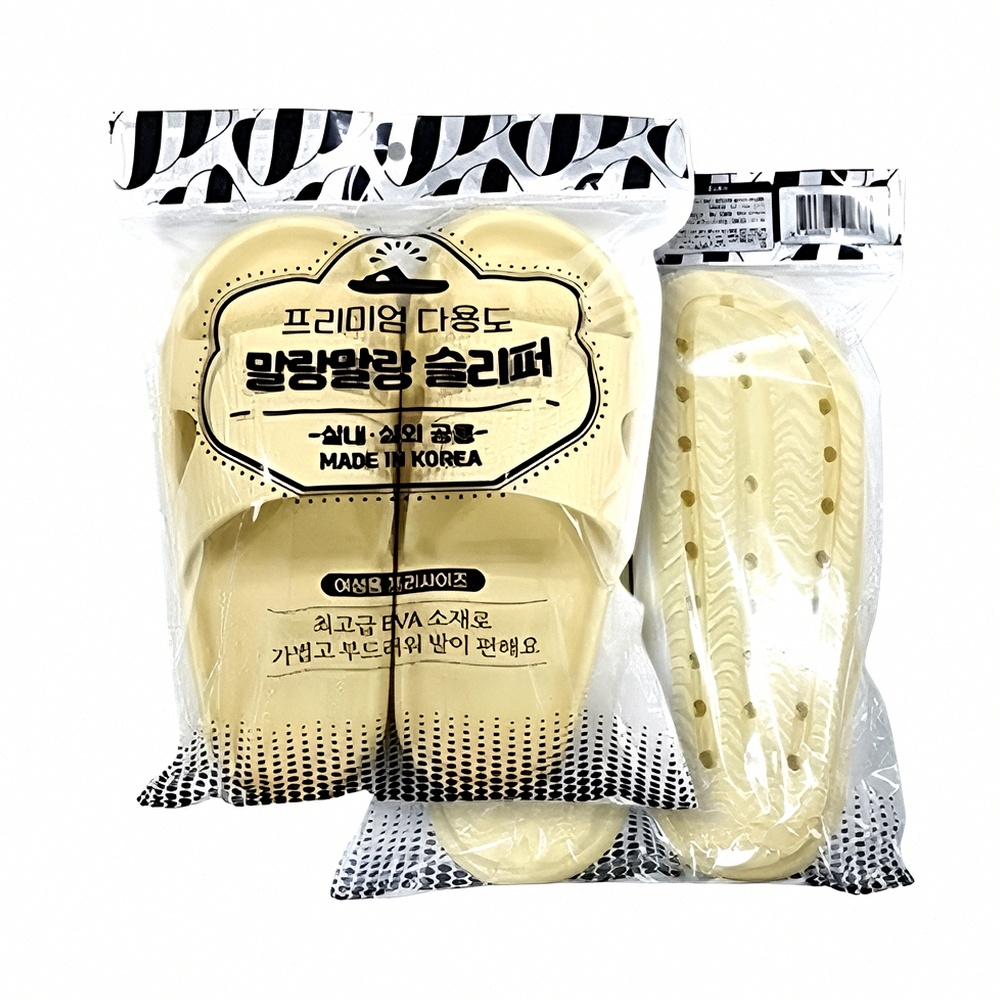 프리미엄 다용도
말랑말랑 슬리퍼
-실내·실외 공용-
MADE IN KOREA
여성용 프리사이즈
최고급 EVA 소재로
가볍고 부드러워 발이 편해요